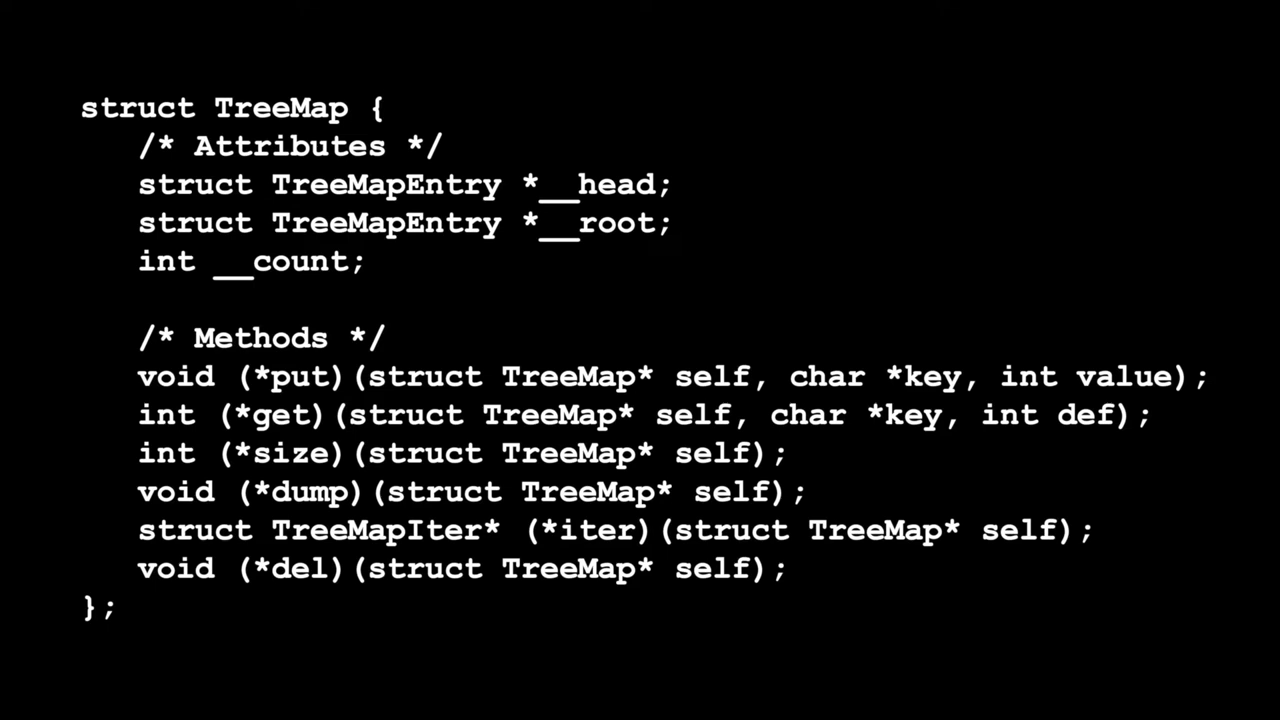 struct TreeMap {
/* Attributes */
struct TreeMapEntry *__head;
struct TreeMapEntry *__root;
int __count;
/* Methods */
void (*put)(struct TreeMap* self, char *key, int value);
int (*get)(struct TreeMap* self, char *key, int def);
int (*size)(struct TreeMap* self);
void (*dump)(struct TreeMap* self);
struct TreeMapIter* (*iter)(struct TreeMap* self);
void (*del)(struct TreeMap* self);
};